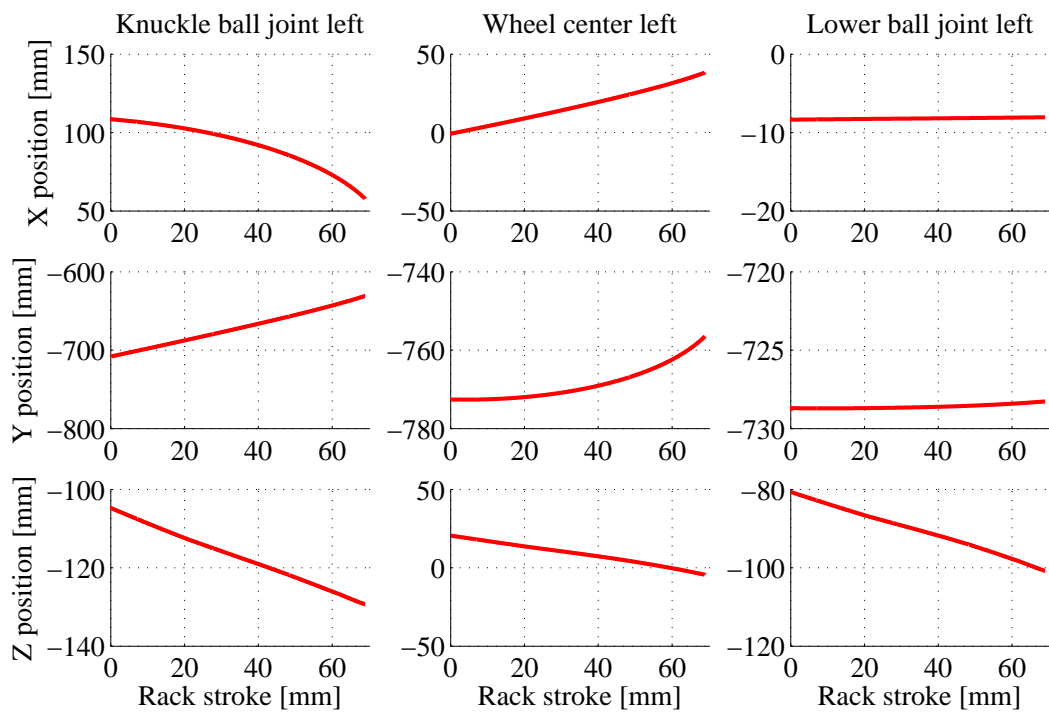 Knuckle ball joint left
Wheel center left
Lower ball joint left
X position [mm]
150
100
50
0 20 40 60
50
0
−50
0 20 40 60
0
−10
−20
0 20 40 60
Y position [mm]
−600
−700
−800
0 20 40 60
−740
−760
−780
0 20 40 60
−720
−725
−730
0 20 40 60
Z position [mm]
−100
−120
−140
0 20 40 60
Rack stroke [mm]
50
0
−50
0 20 40 60
Rack stroke [mm]
−80
−100
−120
0 20 40 60
Rack stroke [mm]